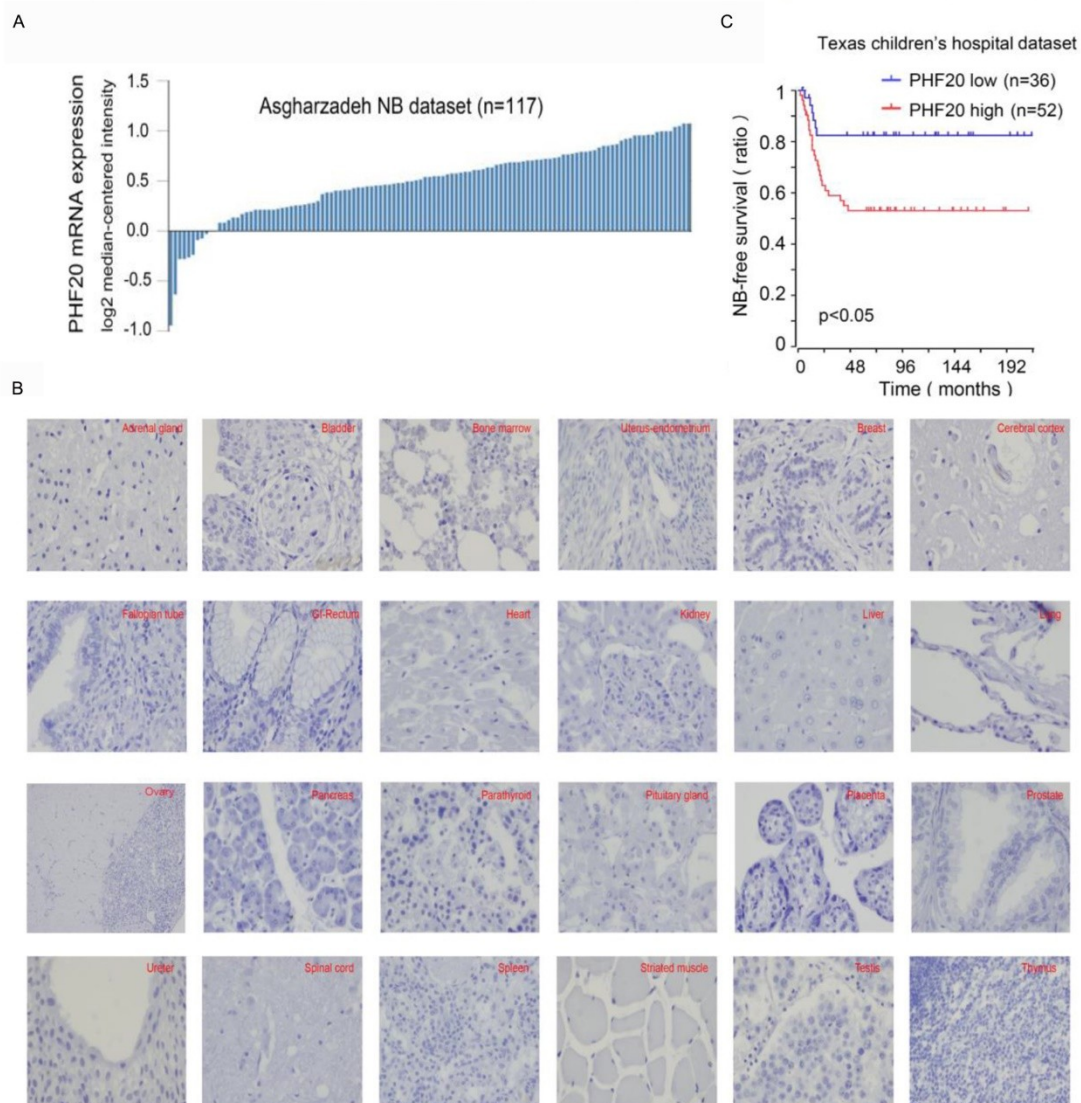 A
Asgharzadeh NB dataset (n=117)
PHF20 mRNA expression
log2 median-centered intensity
1.5
1.0
0.5
0.0
-0.5
-1.0
C
Texas children's hospital dataset
PHF20 low (n=36)
PHF20 high (n=52)
NB-free survival ( ratio )
1
0.8
0.6
0.4
0.2
0
p<0.05
0 48 96 144 192
Time ( months )
B
Adrenal gland
Bladder
Bone marrow
Uterus-endometrium
Breast
Cerebral cortex
Fallopian tube
GI-Rectum
Heart
Kidney
Liver
Lung
Ovary
Pancreas
Parathyroid
Pituitary gland
Placenta
Prostate
Ureter
Spinal cord
Spleen
Striated muscle
Testis
Thymus